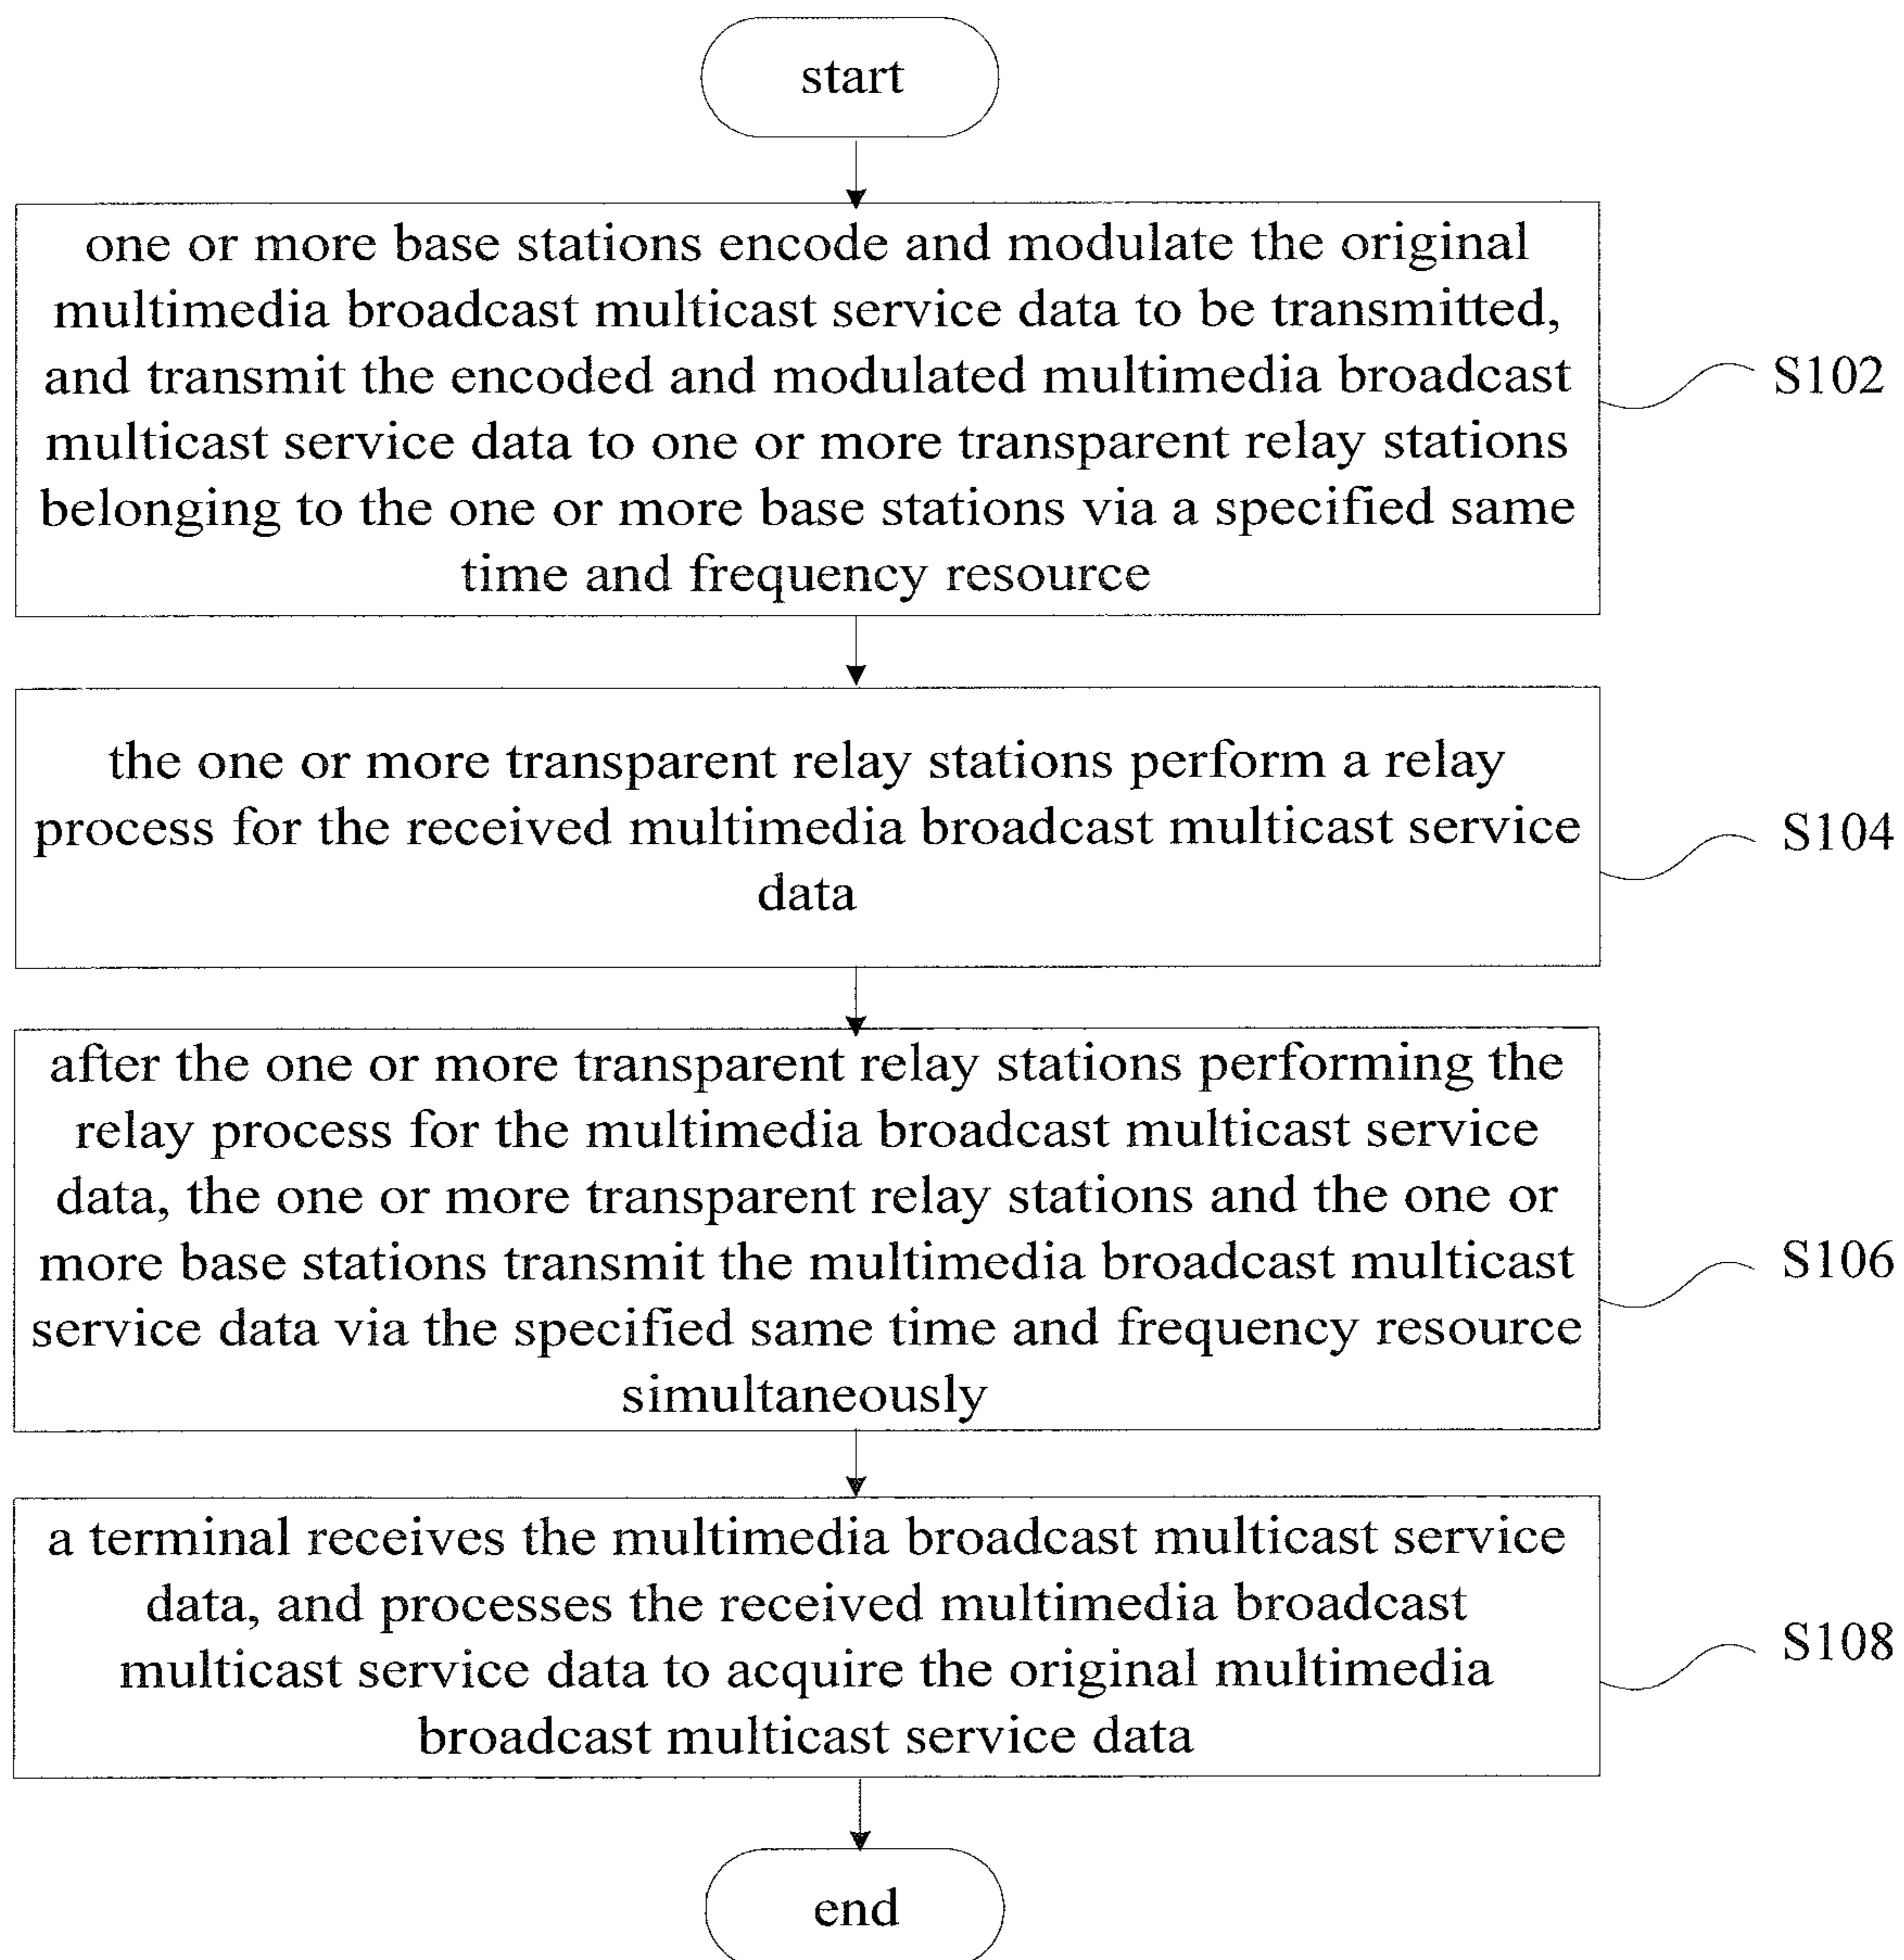 start
one or more base stations encode and modulate the original
multimedia broadcast multicast service data to be transmitted,
and transmit the encoded and modulated multimedia broadcast
multicast service data to one or more transparent relay stations
belonging to the one or more base stations via a specified same
time and frequency resource
S102
the one or more transparent relay stations perform a relay
process for the received multimedia broadcast multicast service
data
S104
after the one or more transparent relay stations performing the
relay process for the multimedia broadcast multicast service
data, the one or more transparent relay stations and the one or
more base stations transmit the multimedia broadcast multicast
service data via the specified same time and frequency resource
simultaneously
S106
a terminal receives the multimedia broadcast multicast service
data, and processes the received multimedia broadcast
multicast service data to acquire the original multimedia
broadcast multicast service data
S108
end